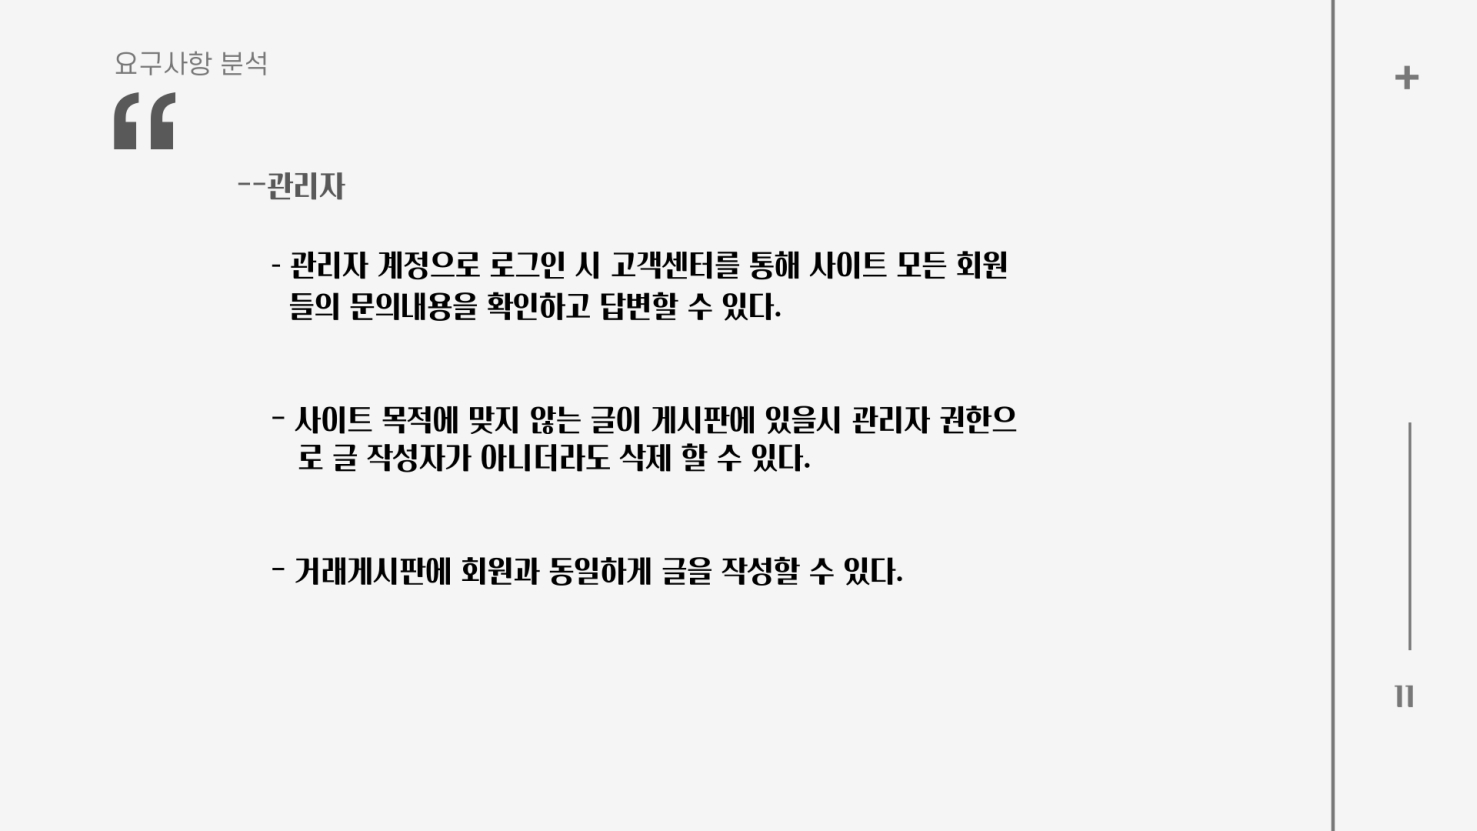 요구사항 분석
“
--관리자
- 관리자 계정으로 로그인 시 고객센터를 통해 사이트 모든 회원
들의 문의내용을 확인하고 답변할 수 있다.
- 사이트 목적에 맞지 않는 글이 게시판에 있을시 관리자 권한으
로 글 작성자가 아니더라도 삭제 할 수 있다.
- 거래게시판에 회원과 동일하게 글을 작성할 수 있다.
+
11